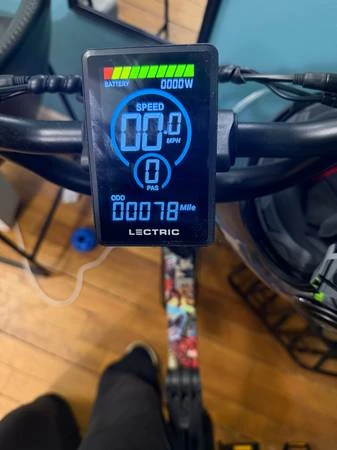 BATTERY 0000W
SPEED
00.0
MPH
0
PAS
ODO
00078 Mile
LECTRIC